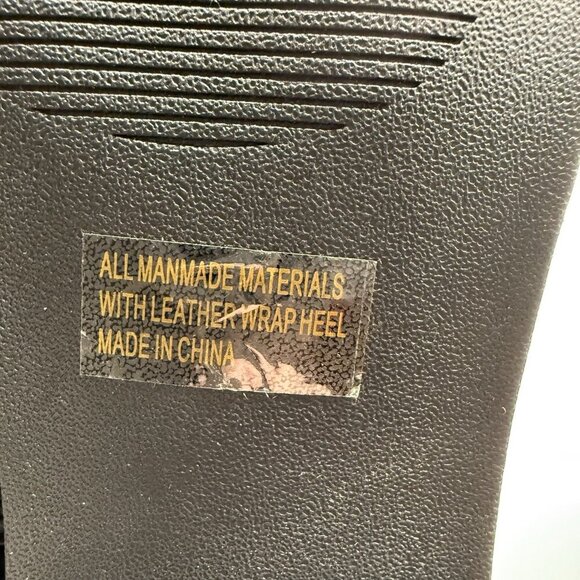 ALL MANMADE MATERIALS
WITH LEATHER WRAP HEEL
MADE IN CHINA